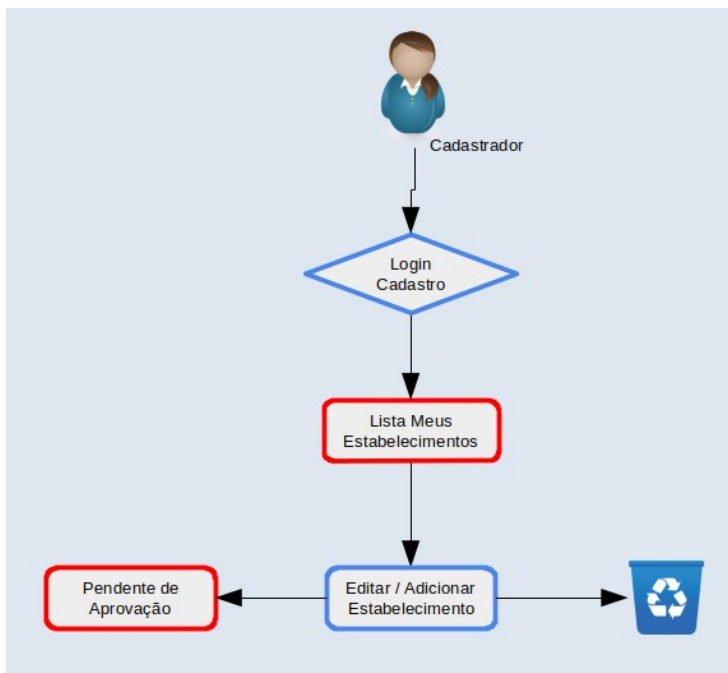 Cadastrador
Login
Cadastro
Lista Meus
Estabelecimentos
Pendente de
Aprovação
Editar / Adicionar
Estabelecimento